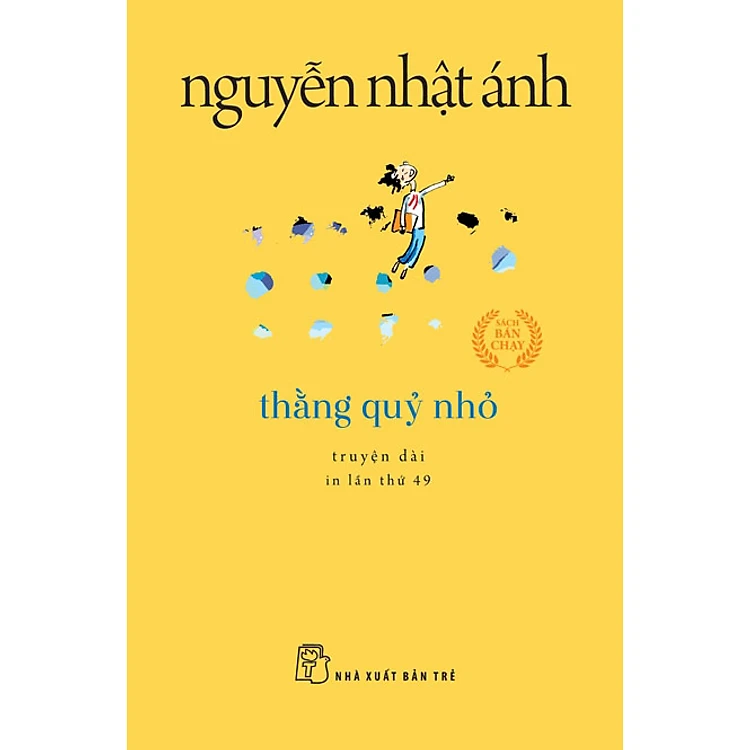 nguyễn nhật ánh
SÁCH
BÁN
CHẠY
thằng quỷ nhỏ
truyện dài
in lần thứ 49
T
NHÀ XUẤT BẢN TRẺ